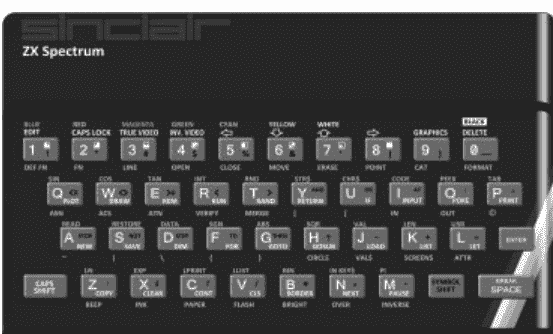 sinclair
ZX Spectrum
BLUE RED MAGENTA GREEN CYAN YELLOW WHITE BLACK
EDIT CAPS LOCK TRUE VIDEO INV. VIDEO GRAPHICS DELETE
1 2 3 # 4 $ 5 % 6 & 7 8 9 ) 0
DEF FN FN LINE OPEN CLOSE MOVE ERASE POINT CAT FORMAT
SIN COS TAN INT RND STR$ CHR$ CODE PEEK TAB
Q PLOT W DRAW E REM R RUN T RAND Y RETURN U IF I INPUT O POKE P PRINT
ASN ACS ATN VERIFY MERGE [ ] IN OUT ©
READ RESTORE DATA SGN ABS SQR VAL LEN USR
A STOP NEW S NOT SAVE D STEP DIM F TO FOR G THEN GOTO H GOSUB J LOAD K + LIST L LET ENTER
~ | \ { } CIRCLE VAL$ SCREEN$ ATTR
LN EXP LPRINT LLIST BIN INKEY$ PI
CAPS SHIFT Z COPY X CLEAR C CONT V / CLS B BORDER N NEXT M PAUSE SYMBOL SHIFT BREAK SPACE
BEEP INK PAPER FLASH BRIGHT OVER INVERSE